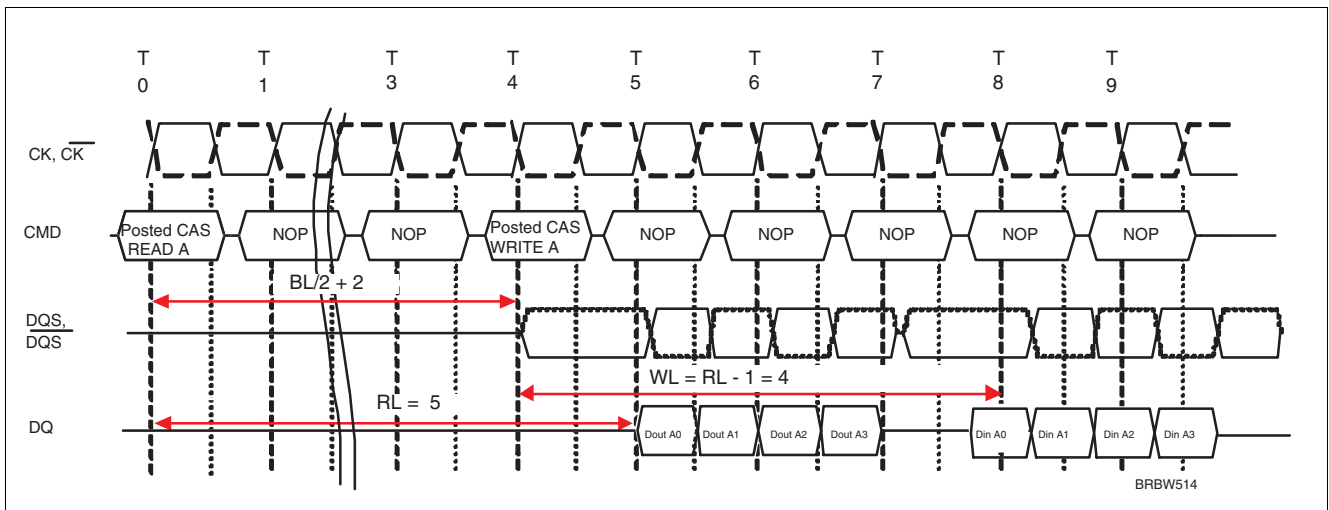 T T T T T T T T T
0 1 3 4 5 6 7 8 9
CK, CK
CMD
Posted CAS
READ A
NOP
NOP
Posted CAS
WRITE A
NOP
NOP
NOP
NOP
NOP
BL/2 + 2
DQS,
DQS
WL = RL - 1 = 4
RL = 5
DQ
Dout A0
Dout A1
Dout A2
Dout A3
Din A0
Din A1
Din A2
Din A3
BRBW514